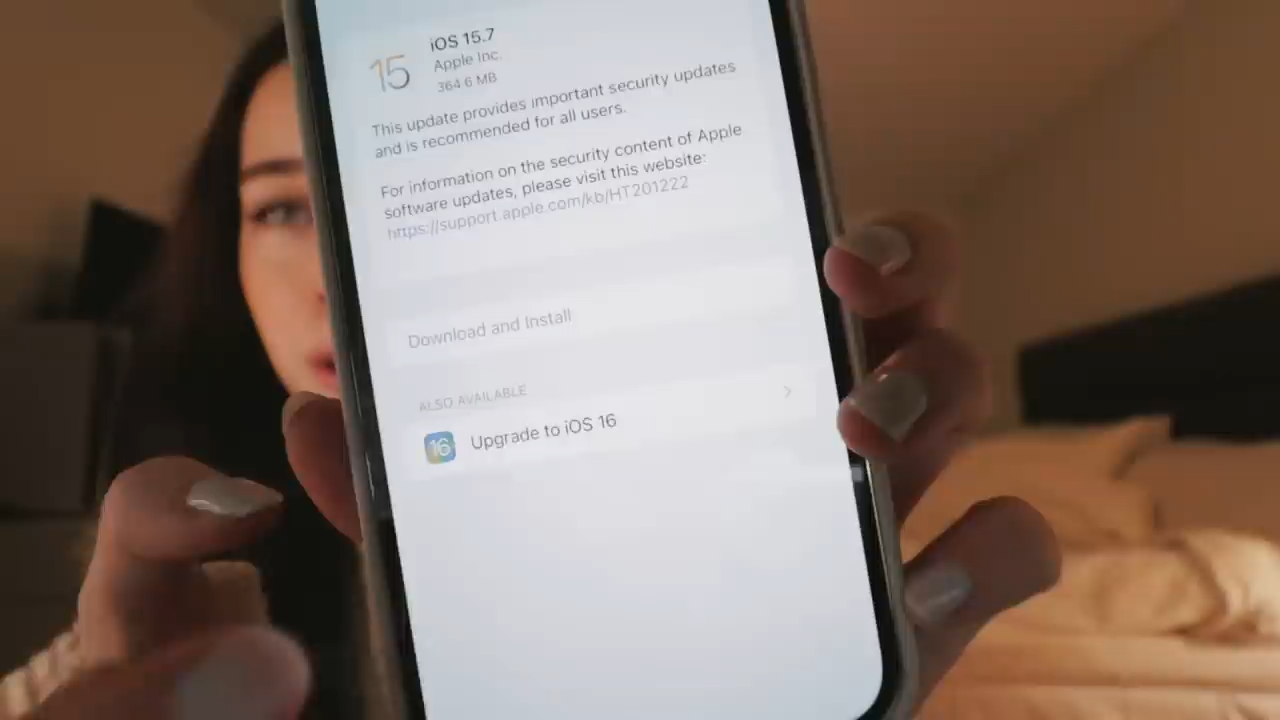 15
iOS 15.7
Apple Inc.
364.6 MB
This update provides important security updates
and is recommended for all users.
For information on the security content of Apple
software updates, please visit this website:
https://support.apple.com/kb/HT201222
Download and Install
ALSO AVAILABLE
16
Upgrade to iOS 16